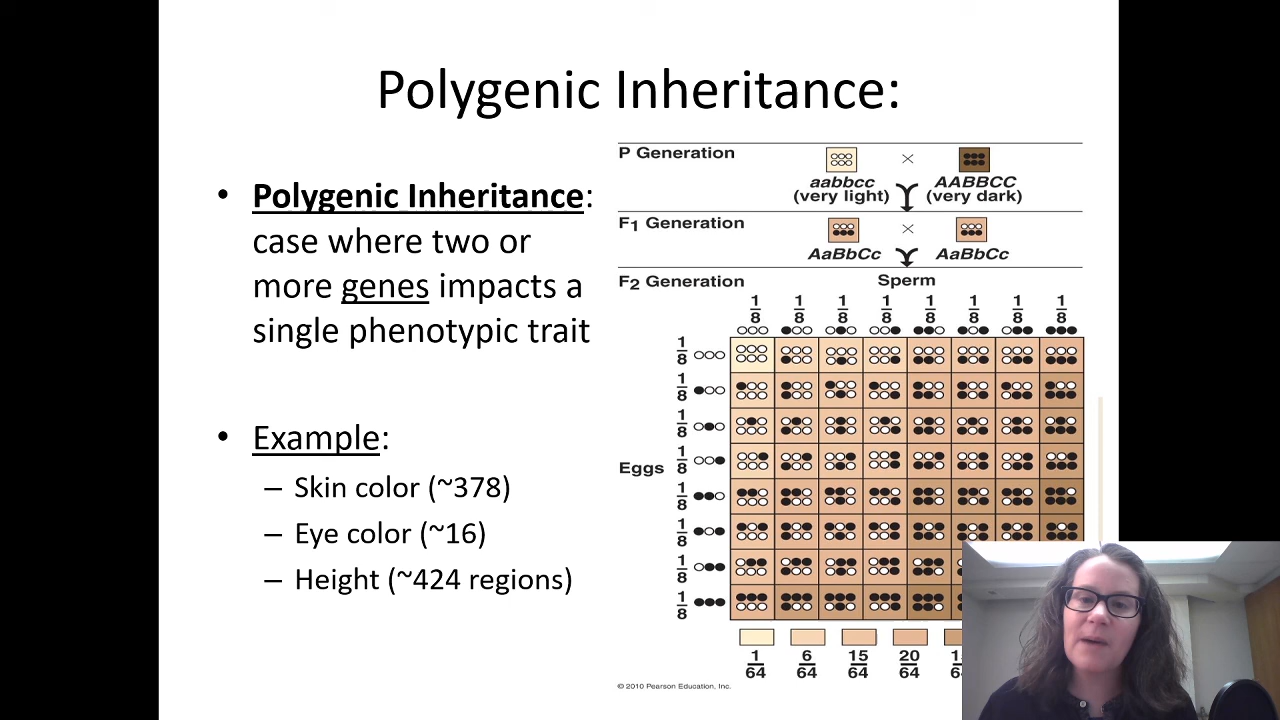 Polygenic Inheritance:
• Polygenic Inheritance:
case where two or
more genes impacts a
single phenotypic trait
• Example:
– Skin color (~378)
– Eye color (~16)
– Height (~424 regions)
P Generation
×
aabbcc
(very light)
AABBCC
(very dark)
F1 Generation
×
AaBbCc
AaBbCc
F2 Generation
Sperm
1/8 1/8 1/8 1/8 1/8 1/8 1/8 1/8
Eggs
1/8
1/8
1/8
1/8
1/8
1/8
1/8
1/8
1/64 6/64 15/64 20/64
© 2010 Pearson Education, Inc.